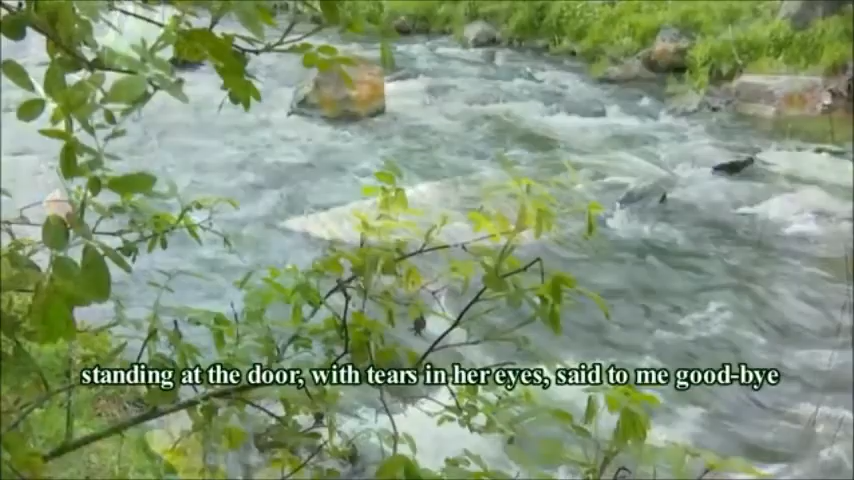 standing at the door, with tears in her eyes, said to me good-bye